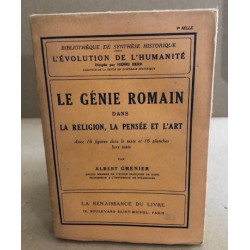 7e MILLE
BIBLIOTHÈQUE DE SYNTHÈSE HISTORIQUE
L'ÉVOLUTION DE L'HUMANITÉ
Dirigée par HENRI BERR
LE GÉNIE ROMAIN
DANS
LA RELIGION, LA PENSÉE ET L'ART
Avec 16 figures dans le texte et 16 planches
hors texte
PAR
ALBERT GRENIER
LA RENAISSANCE DU LIVRE
BOULEVARD SAINT-MICHEL, PARIS